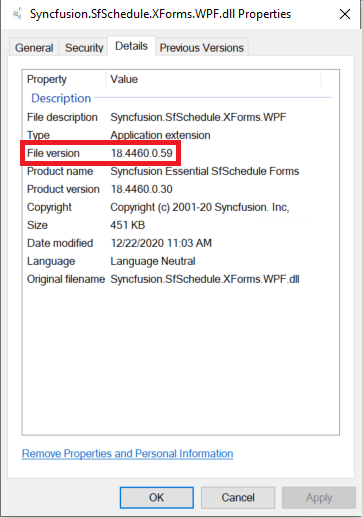 Syncfusion.SfSchedule.XForms.WPF.dll Properties
General Security Details Previous Versions
Property Value
Description
File description Syncfusion.SfSchedule.XForms.WPF
Type Application extension
File version 18.4460.0.59
Product name Syncfusion Essential SfSchedule Forms
Product version 18.4460.0.30
Copyright Copyright (c) 2001-20 Syncfusion. Inc,
Size 451 KB
Date modified 12/22/2020 11:03 AM
Language Language Neutral
Original filename Syncfusion.SfSchedule.XForms.WPF.dll
Remove Properties and Personal Information
OK Cancel Apply